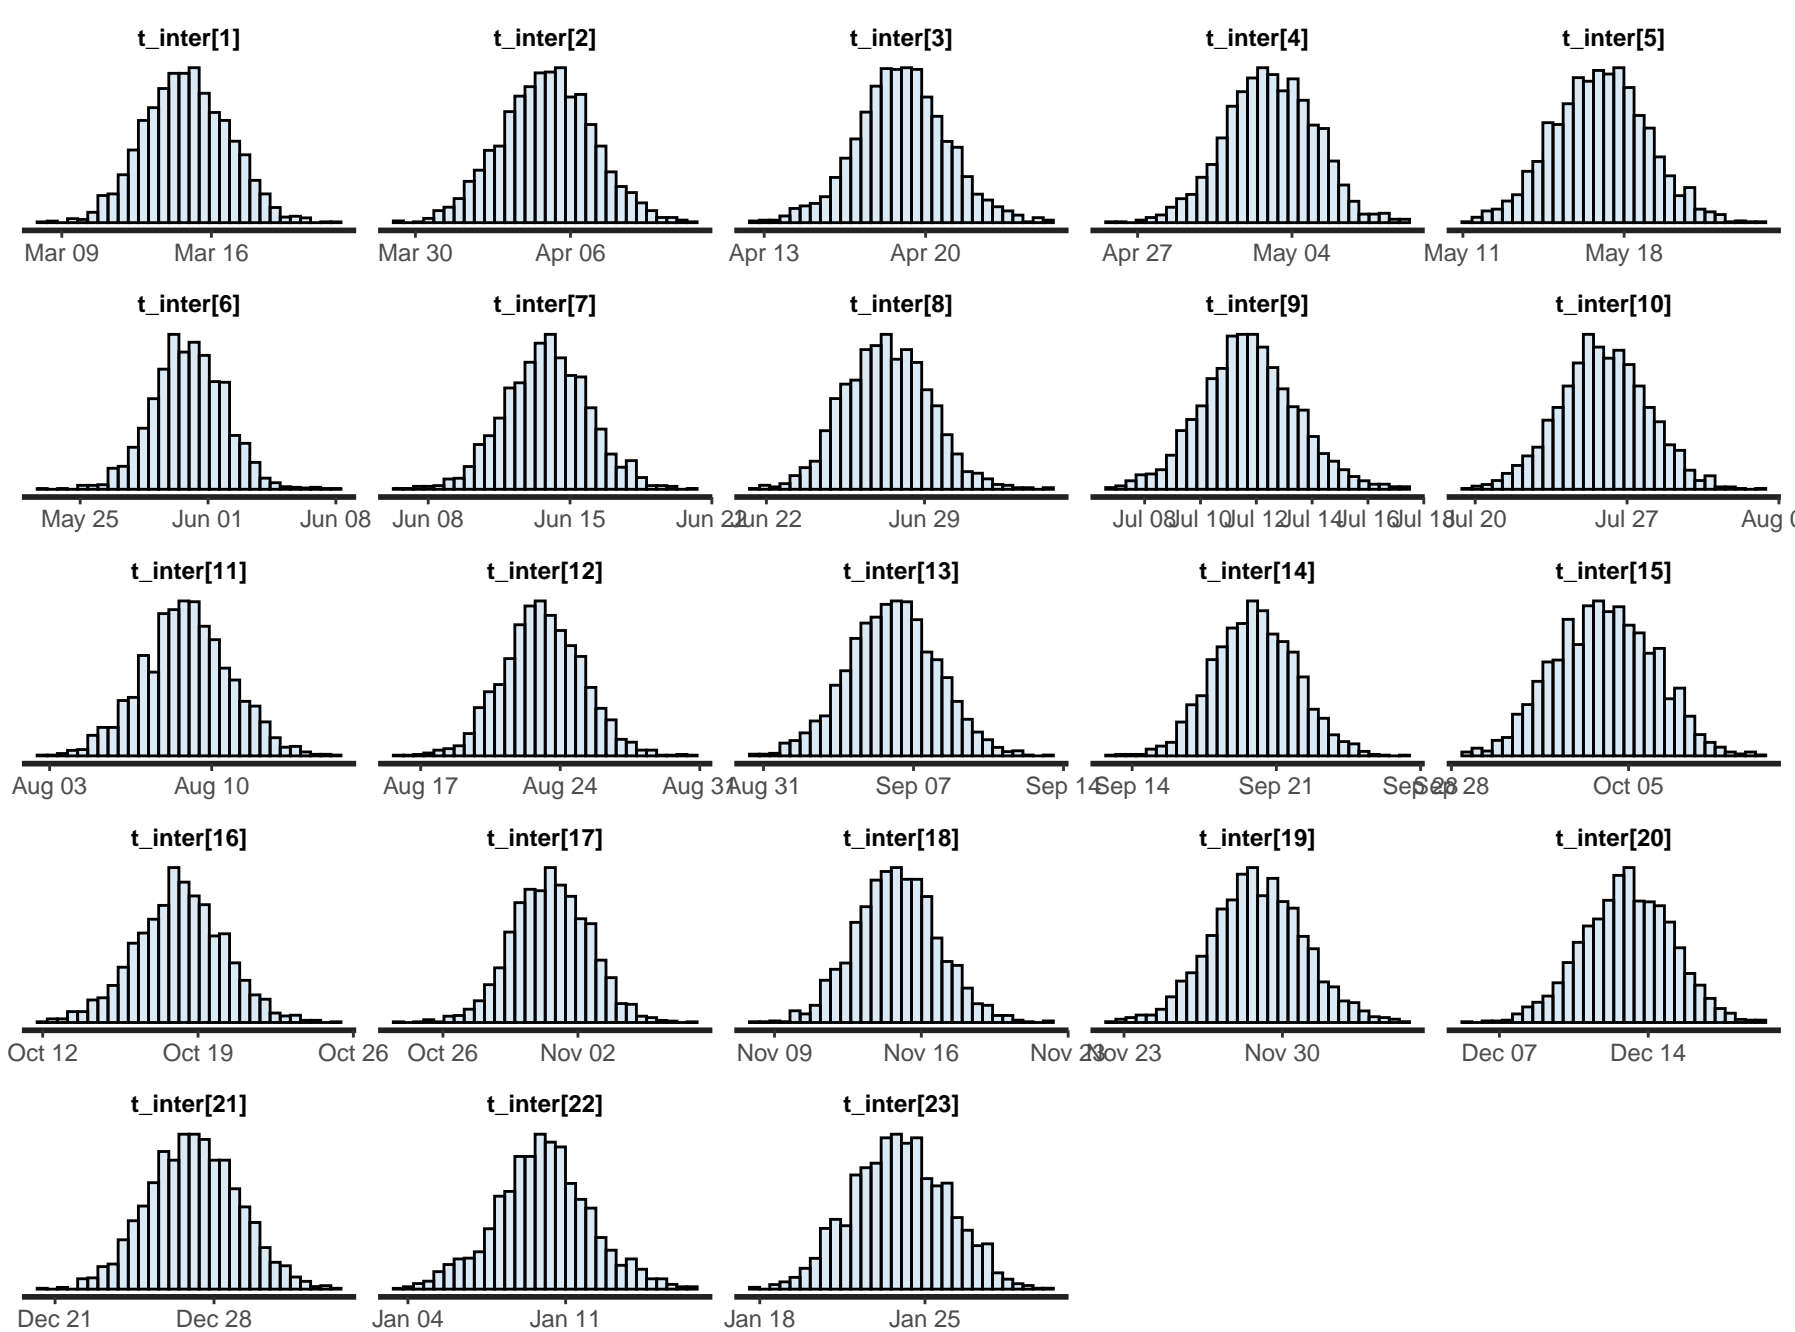 t_inter[1] t_inter[2] t_inter[3] t_inter[4] t_inter[5]
Mar 09 Mar 16 Mar 30 Apr 06 Apr 13 Apr 20 Apr 27 May 04 May 11 May 18
t_inter[6] t_inter[7] t_inter[8] t_inter[9] t_inter[10]
May 25 Jun 01 Jun 08 Jun 08 Jun 15 Jun 22 Jun 22 Jun 29 Jul 08 Jul 10 Jul 12 Jul 14 Jul 16 Jul 18 Jul 20 Jul 27 Aug
t_inter[11] t_inter[12] t_inter[13] t_inter[14] t_inter[15]
Aug 03 Aug 10 Aug 17 Aug 24 Aug 31 Aug 31 Sep 07 Sep 14 Sep 14 Sep 21 Sep 28 Sep 28 Oct 05
t_inter[16] t_inter[17] t_inter[18] t_inter[19] t_inter[20]
Oct 12 Oct 19 Oct 26 Oct 26 Nov 02 Nov 09 Nov 16 Nov 23 Nov 23 Nov 30 Dec 07 Dec 14
t_inter[21] t_inter[22] t_inter[23]
Dec 21 Dec 28 Jan 04 Jan 11 Jan 18 Jan 25